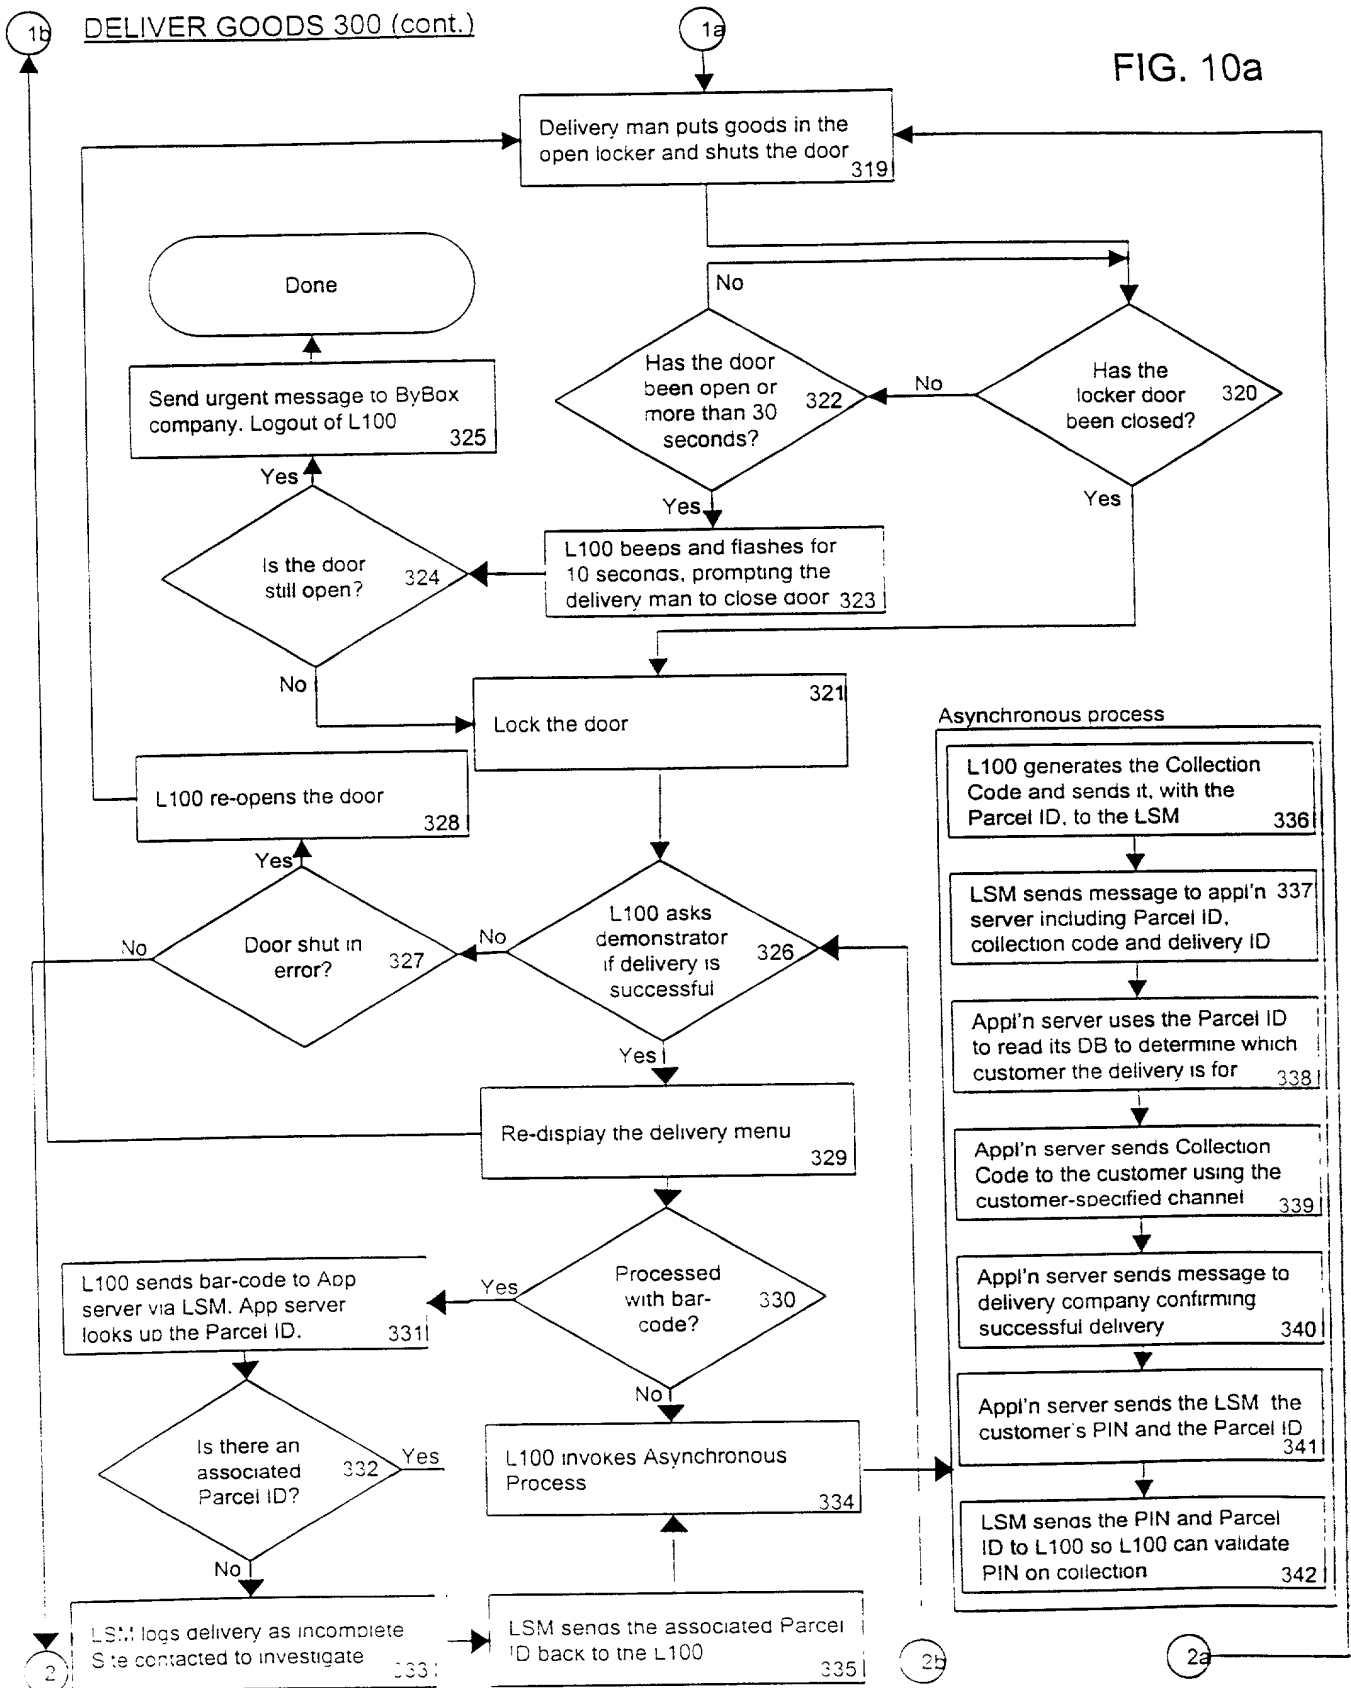 1b
DELIVER GOODS 300 (cont.)
1a
FIG. 10a
Delivery man puts goods in the
open locker and shuts the door
319
Done
No
Has the door
been open or
more than 30
seconds?
322
No
Has the
locker door
been closed?
320
Send urgent message to ByBox
company. Logout of L100
325
Yes
Yes
Yes
Is the door
still open?
324
L100 beeps and flashes for
10 seconds, prompting the
delivery man to close door 323
No
321
Lock the door
Asynchronous process
L100 re-opens the door
328
L100 generates the Collection
Code and sends it, with the
Parcel ID, to the LSM 336
Yes
No
Door shut in
error?
327
No
L100 asks
demonstrator
if delivery is
successful
326
LSM sends message to appl'n 337
server including Parcel ID,
collection code and delivery ID
Yes
Appl'n server uses the Parcel ID
to read its DB to determine which
customer the delivery is for 338
Re-display the delivery menu
329
Appl'n server sends Collection
Code to the customer using the
customer-specified channel 339
L100 sends bar-code to App
server via LSM. App server
looks up the Parcel ID. 331
Yes
Processed
with bar-
code?
330
Appl'n server sends message to
delivery company confirming
successful delivery 340
No
Is there an
associated
Parcel ID?
332
Yes
L100 invokes Asynchronous
Process
334
Appl'n server sends the LSM the
customer's PIN and the Parcel ID
341
No
LSM sends the PIN and Parcel
ID to L100 so L100 can validate
PIN on collection 342
LSM logs delivery as incomplete
Site contacted to investigate
333
LSM sends the associated Parcel
ID back to the L100
335
2
2b
2a